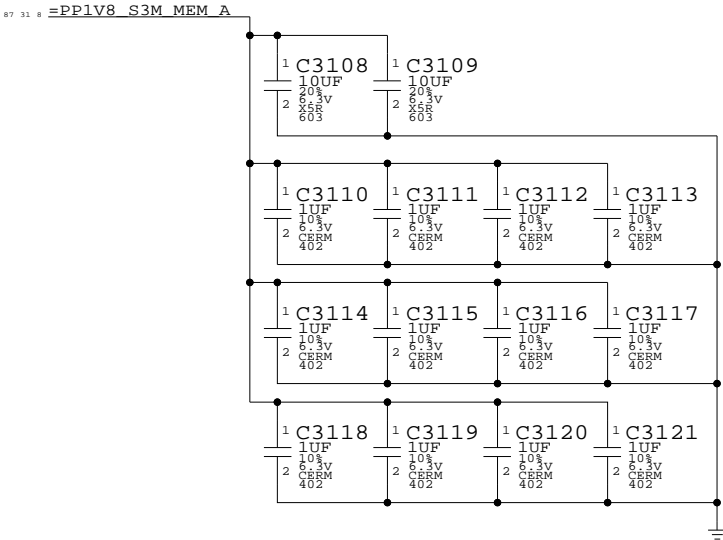 87 31 8 =PP1V8_S3M_MEM_A
1 C3108 1 C3109
10UF 10UF
20% 20%
6.3V 6.3V
2 X5R 2 X5R
603 603
1 C3110 1 C3111 1 C3112 1 C3113
1UF 1UF 1UF 1UF
10% 10% 10% 10%
6.3V 6.3V 6.3V 6.3V
2 CERM 2 CERM 2 CERM 2 CERM
402 402 402 402
1 C3114 1 C3115 1 C3116 1 C3117
1UF 1UF 1UF 1UF
10% 10% 10% 10%
6.3V 6.3V 6.3V 6.3V
2 CERM 2 CERM 2 CERM 2 CERM
402 402 402 402
1 C3118 1 C3119 1 C3120 1 C3121
1UF 1UF 1UF 1UF
10% 10% 10% 10%
6.3V 6.3V 6.3V 6.3V
2 CERM 2 CERM 2 CERM 2 CERM
402 402 402 402